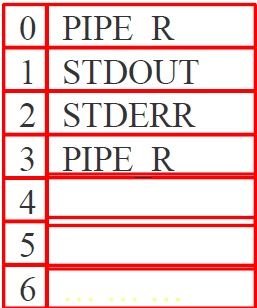 0 PIPE R
1 STDOUT
2 STDERR
3 PIPE R
4
5
6 ... ... ...